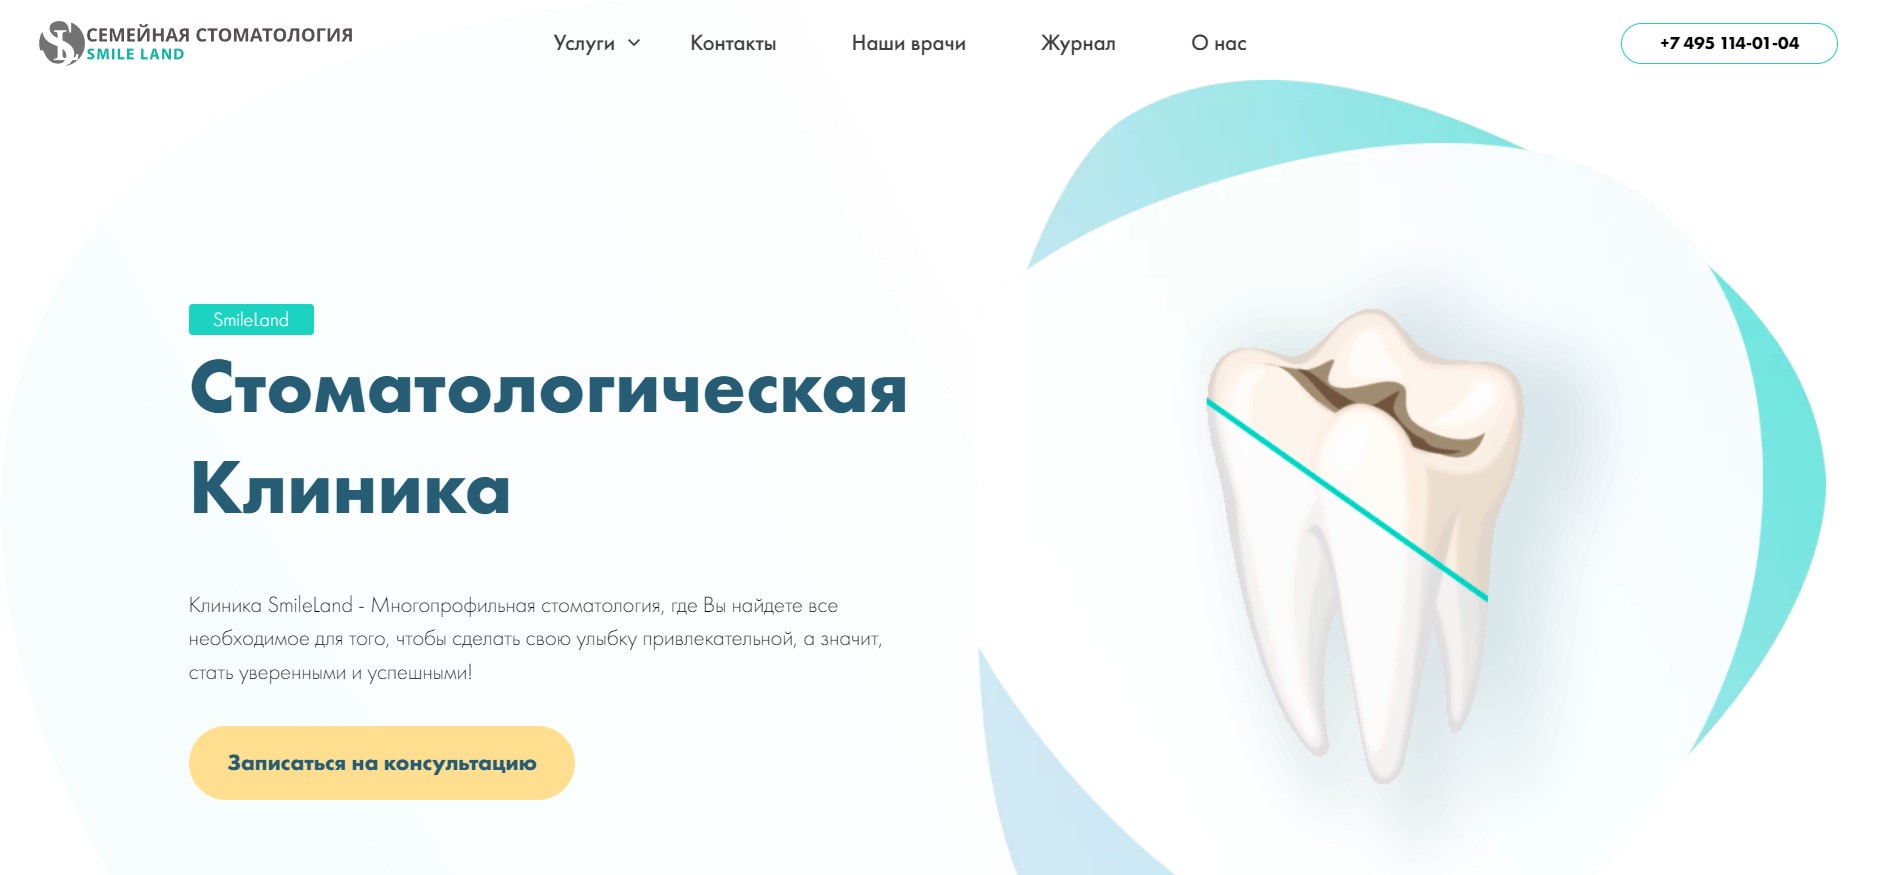 СЕМЕЙНАЯ СТОМАТОЛОГИЯ
SMILE LAND
Услуги
Контакты
Наши врачи
Журнал
О нас
+7 495 114-01-04
SmileLand
Стоматологическая
Клиника
Клиника SmileLand - Многопрофильная стоматология, где Вы найдете все
необходимое для того, чтобы сделать свою улыбку привлекательной, а значит,
стать уверенными и успешными!
Записаться на консультацию